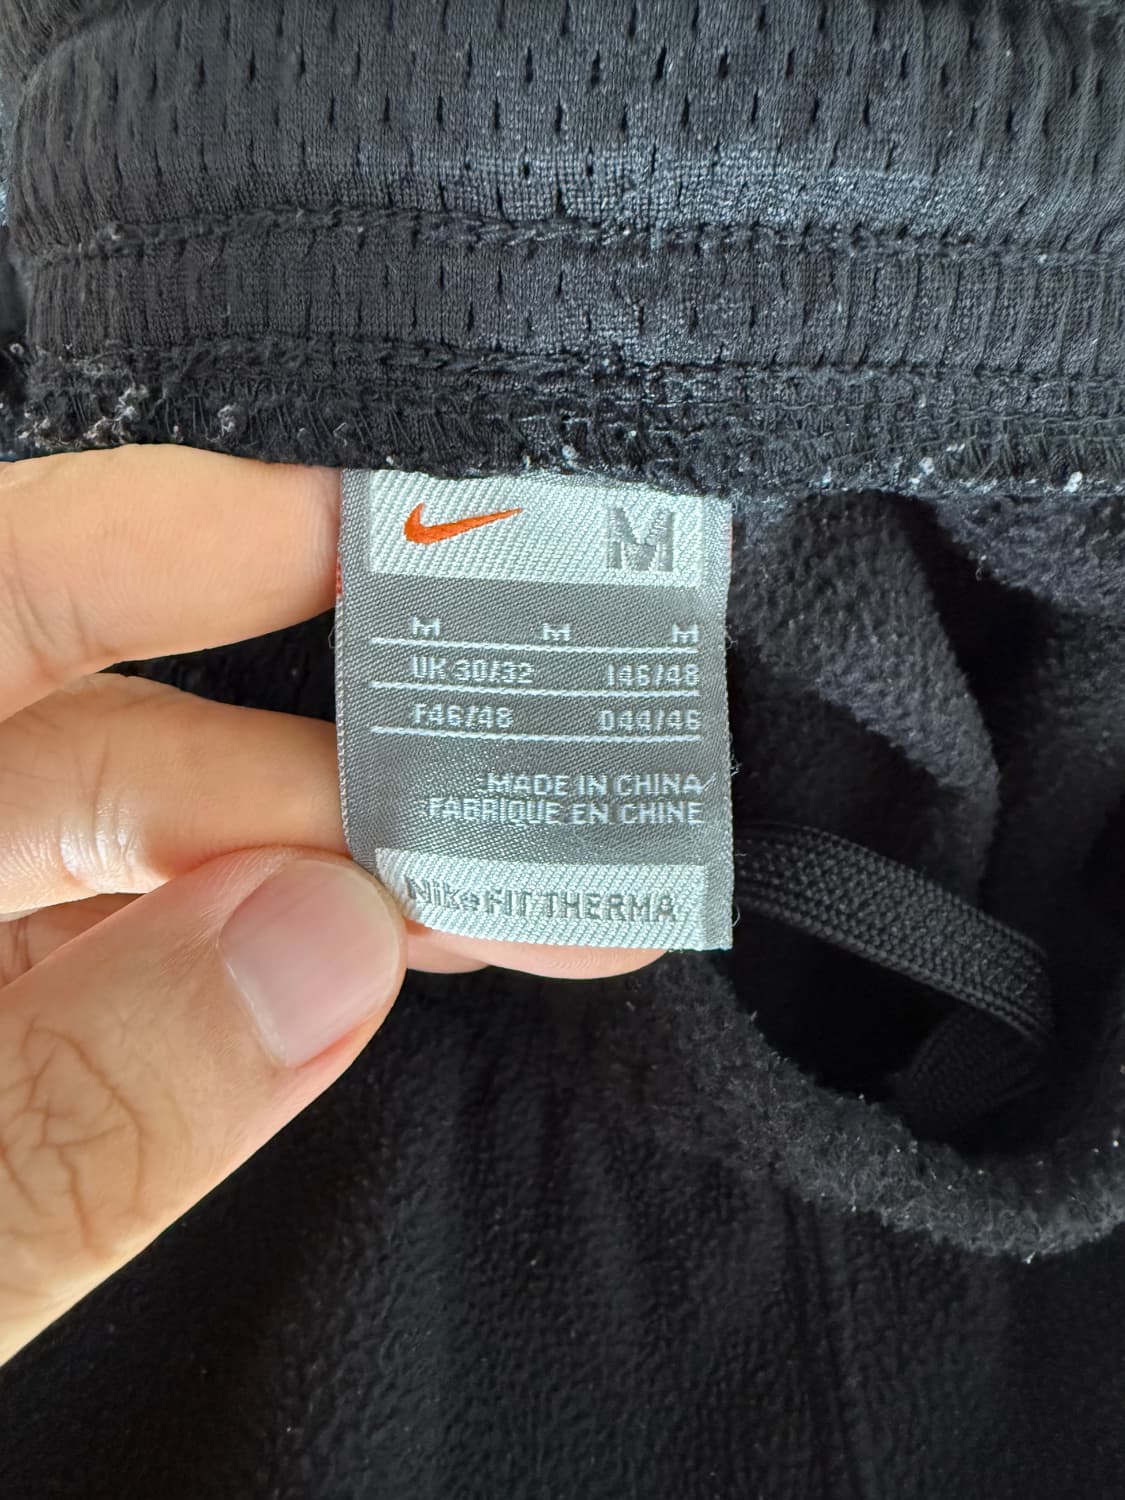 M
M M M
UK 30/32 I46/48
F46/48 D44/46
MADE IN CHINA
FABRIQUE EN CHINE
Nike FIT THERMA